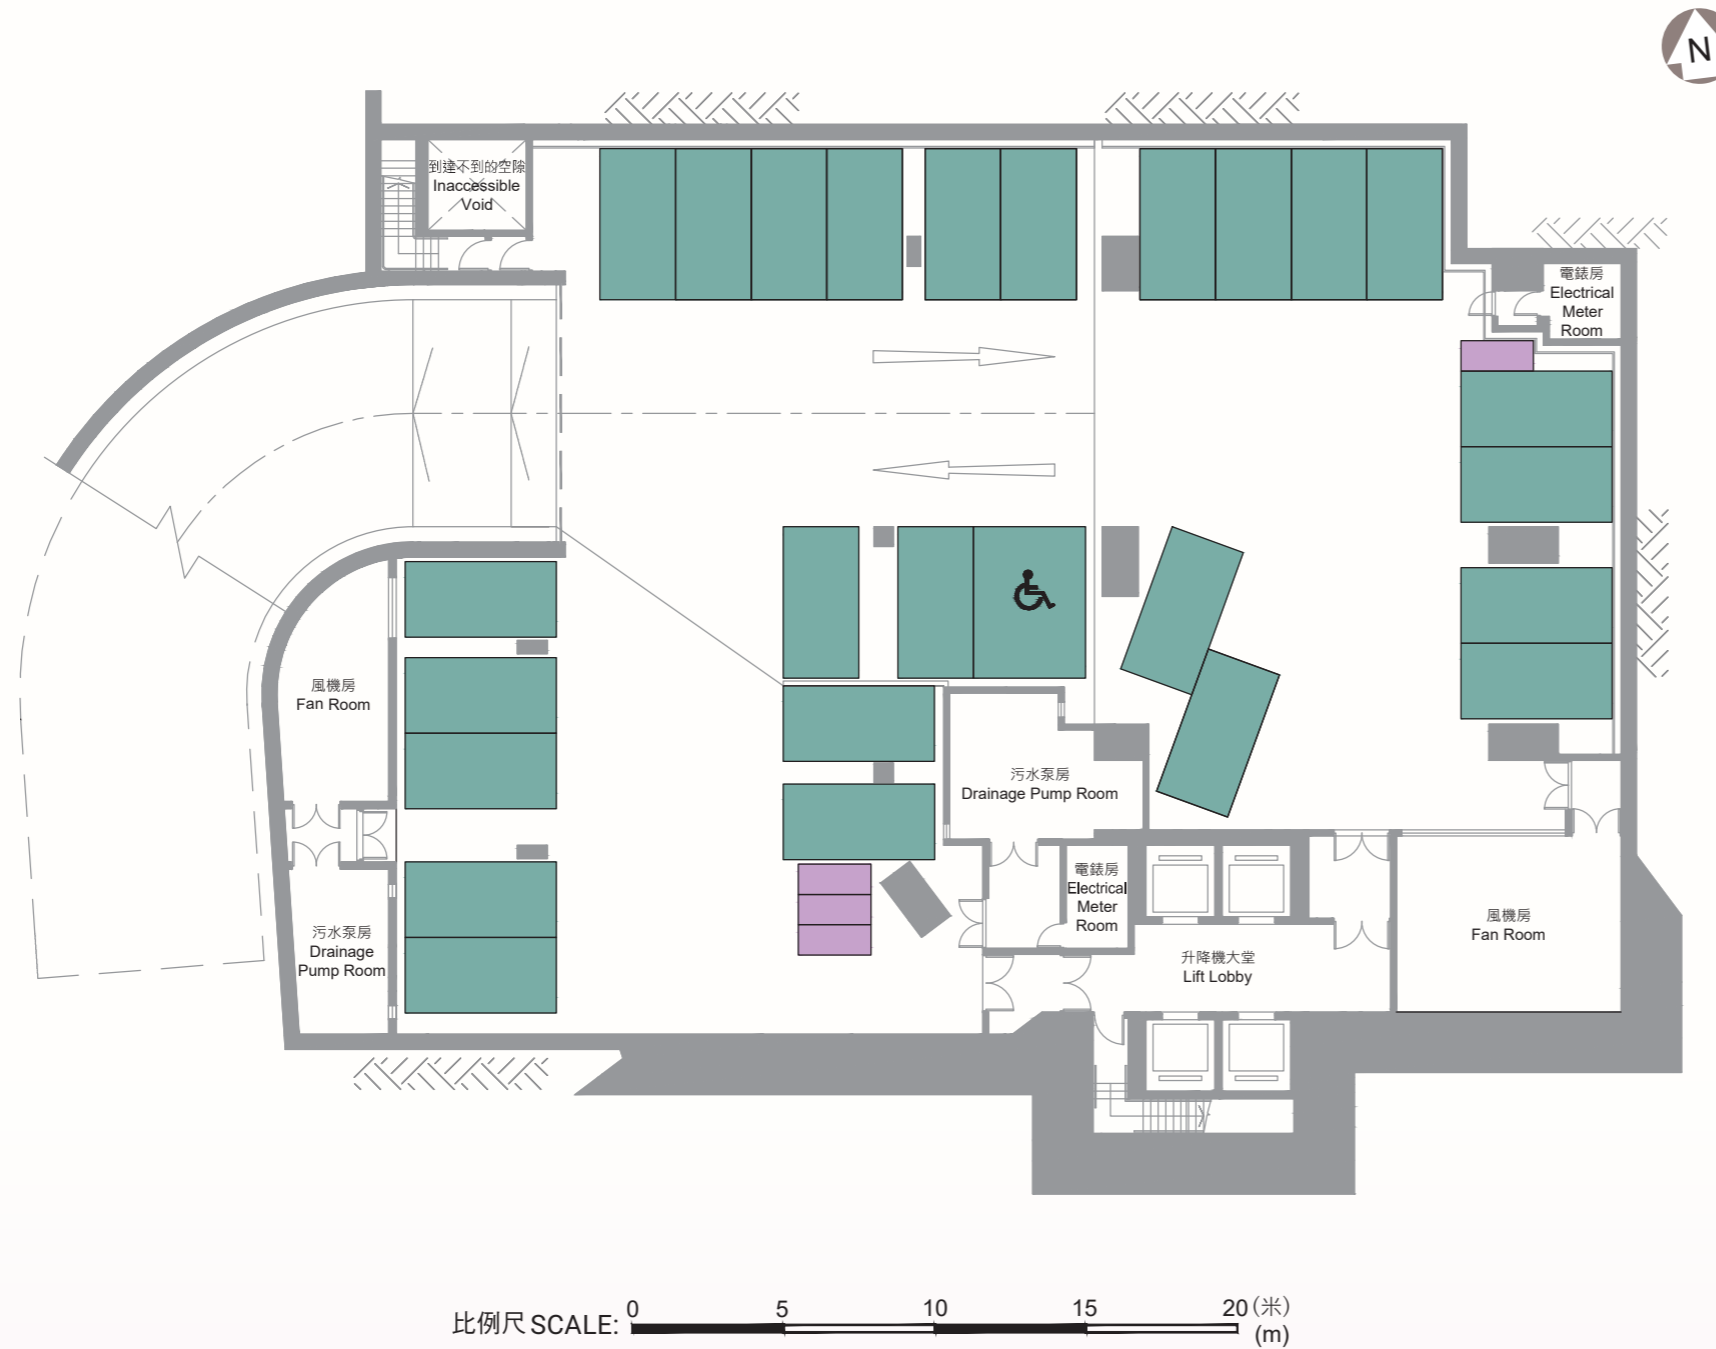 N
到達不到的空隙
Inaccessible
Void
電錶房
Electrical
Meter
Room
風機房
Fan Room
污水泵房
Drainage Pump Room
電錶房
Electrical
Meter
Room
污水泵房
Drainage
Pump Room
升降機大堂
Lift Lobby
風機房
Fan Room
比例尺 SCALE: 0 5 10 15 20 (米)
(m)